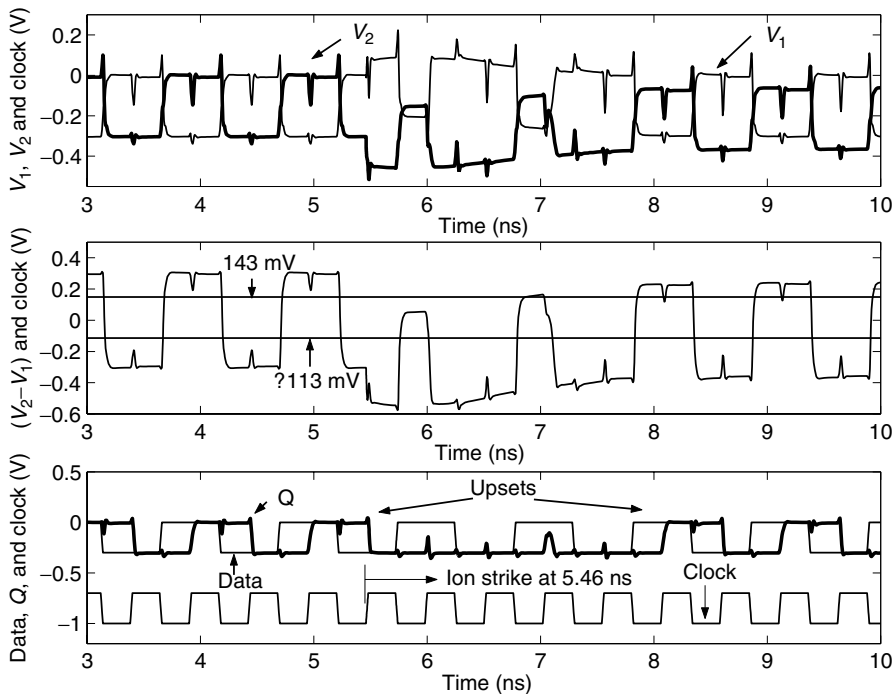 V1, V2 and clock (V)
0.2
0
−0.2
−0.4
V2
V1
3 4 5 6 7 8 9 10
Time (ns)
(V2−V1) and clock (V)
0.4
0.2
0
−0.2
−0.4
−0.6
143 mV
?113 mV
3 4 5 6 7 8 9 10
Time (ns)
Data, Q, and clock (V)
0.5
0
−0.5
−1
Q
Upsets
Data
Ion strike at 5.46 ns
Clock
3 4 5 6 7 8 9 10
Time (ns)